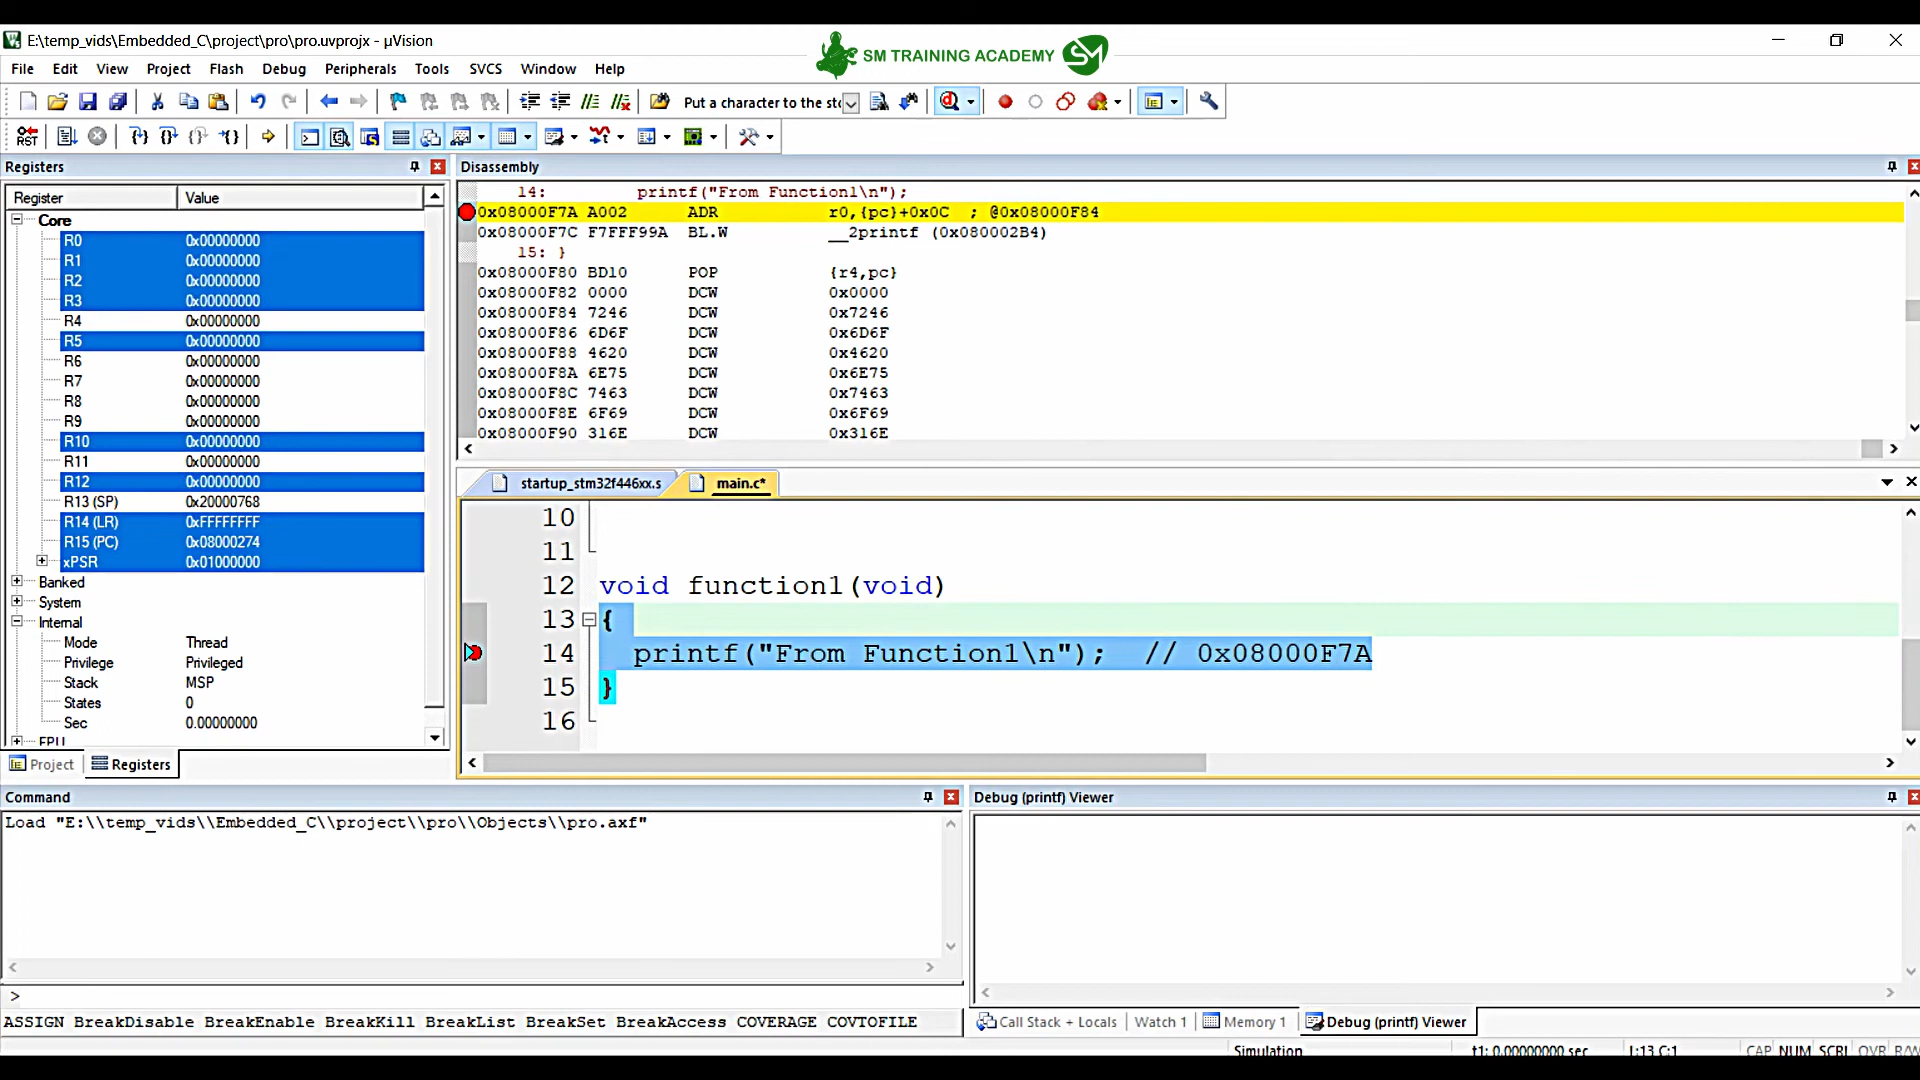 E:\temp_vids\Embedded_C\project\pro\pro.uvprojx - µVision
SM TRAINING ACADEMY
SM
File Edit View Project Flash Debug Peripherals Tools SVCS Window Help
Put a character to the st
RST
Registers
Register Value
Core
R0 0x00000000
R1 0x00000000
R2 0x00000000
R3 0x00000000
R4 0x00000000
R5 0x00000000
R6 0x00000000
R7 0x00000000
R8 0x00000000
R9 0x00000000
R10 0x00000000
R11 0x00000000
R12 0x00000000
R13 (SP) 0x20000768
R14 (LR) 0xFFFFFFFF
R15 (PC) 0x08000274
xPSR 0x01000000
Banked
System
Internal
Mode Thread
Privilege Privileged
Stack MSP
States 0
Sec 0.00000000
FPU
Project Registers
Disassembly
14: printf("From Function1\n");
0x08000F7A A002 ADR r0,{pc}+0x0C ; @0x08000F84
0x08000F7C F7FFF99A BL.W __2printf (0x080002B4)
15: }
0x08000F80 BD10 POP {r4,pc}
0x08000F82 0000 DCW 0x0000
0x08000F84 7246 DCW 0x7246
0x08000F86 6D6F DCW 0x6D6F
0x08000F88 4620 DCW 0x4620
0x08000F8A 6E75 DCW 0x6E75
0x08000F8C 7463 DCW 0x7463
0x08000F8E 6F69 DCW 0x6F69
0x08000F90 316E DCW 0x316E
startup_stm32f446xx.s main.c*
10
11
12 void function1(void)
13 {
14 printf("From Function1\n"); // 0x08000F7A
15 }
16
Command
Load "E:\\temp_vids\\Embedded_C\\project\\pro\\Objects\\pro.axf"
>
ASSIGN BreakDisable BreakEnable BreakKill BreakList BreakSet BreakAccess COVERAGE COVTOFILE
Debug (printf) Viewer
Call Stack + Locals Watch 1 Memory 1 Debug (printf) Viewer
Simulation t1: 0.00000000 sec L:13 C:1 CAP NUM SCRL OVR R/W